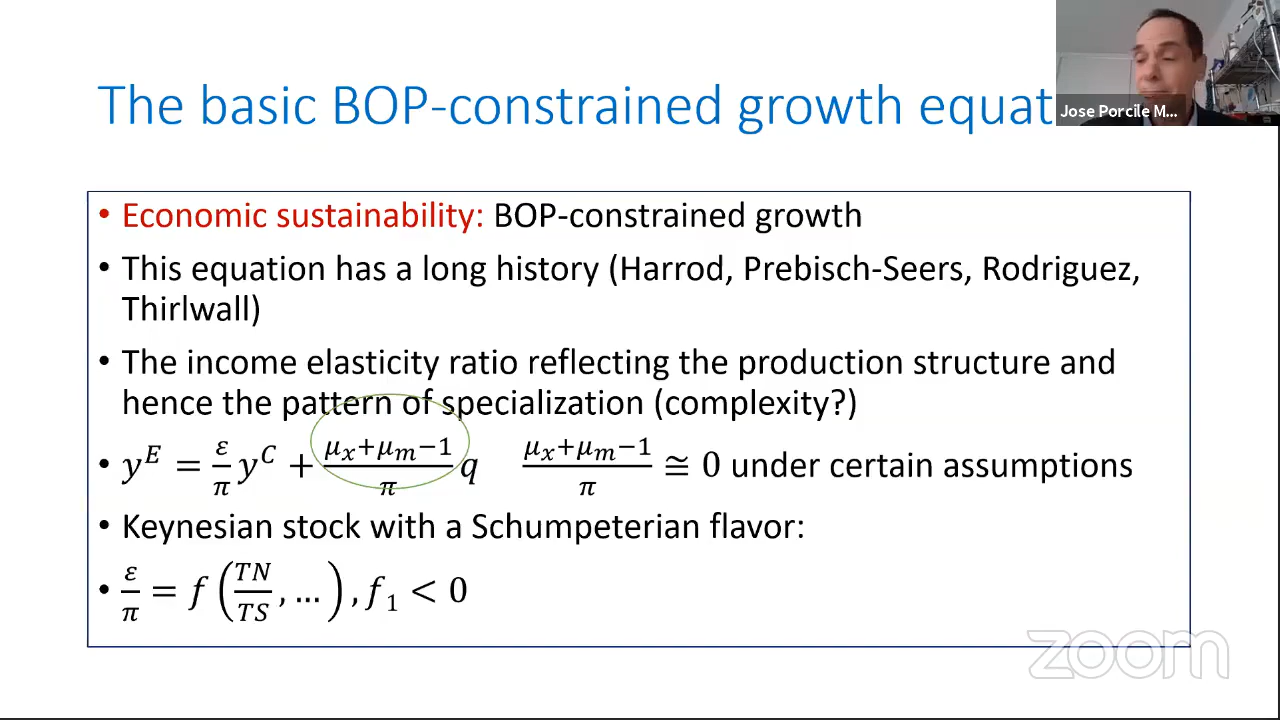 The basic BOP-constrained growth equat
Jose Porcile M...
• Economic sustainability: BOP-constrained growth
• This equation has a long history (Harrod, Prebisch-Seers, Rodriguez,
Thirlwall)
• The income elasticity ratio reflecting the production structure and
hence the pattern of specialization (complexity?)
• y^E = ε/π y^C + (μ_x+μ_m−1)/π q (μ_x+μ_m−1)/π ≅ 0 under certain assumptions
• Keynesian stock with a Schumpeterian flavor:
• ε/π = f(TN/TS, …), f_1 < 0
zoom